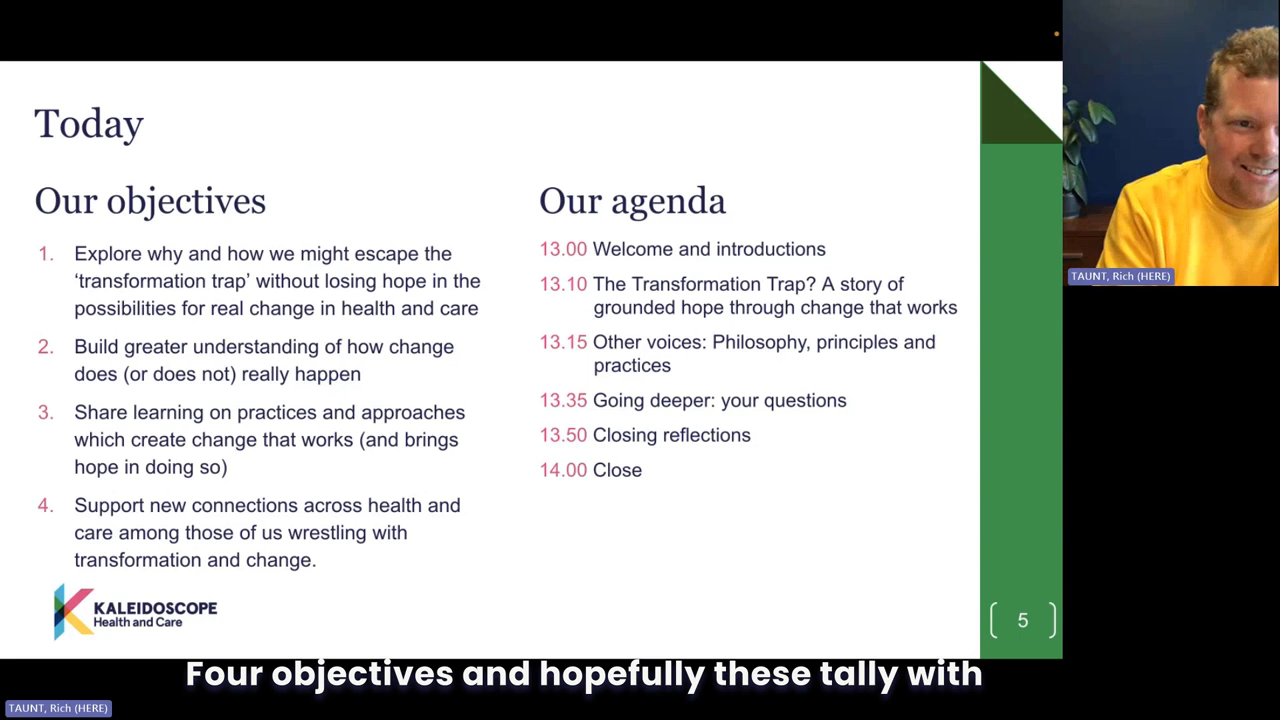 Today
Our objectives
1. Explore why and how we might escape the
‘transformation trap’ without losing hope in the
possibilities for real change in health and care
2. Build greater understanding of how change
does (or does not) really happen
3. Share learning on practices and approaches
which create change that works (and brings
hope in doing so)
4. Support new connections across health and
care among those of us wrestling with
transformation and change.
Our agenda
13.00 Welcome and introductions
13.10 The Transformation Trap? A story of
grounded hope through change that works
13.15 Other voices: Philosophy, principles and
practices
13.35 Going deeper: your questions
13.50 Closing reflections
14.00 Close
KALEIDOSCOPE
Health and Care
5
TAUNT, Rich (HERE)
Four objectives and hopefully these tally with
TAUNT, Rich (HERE)